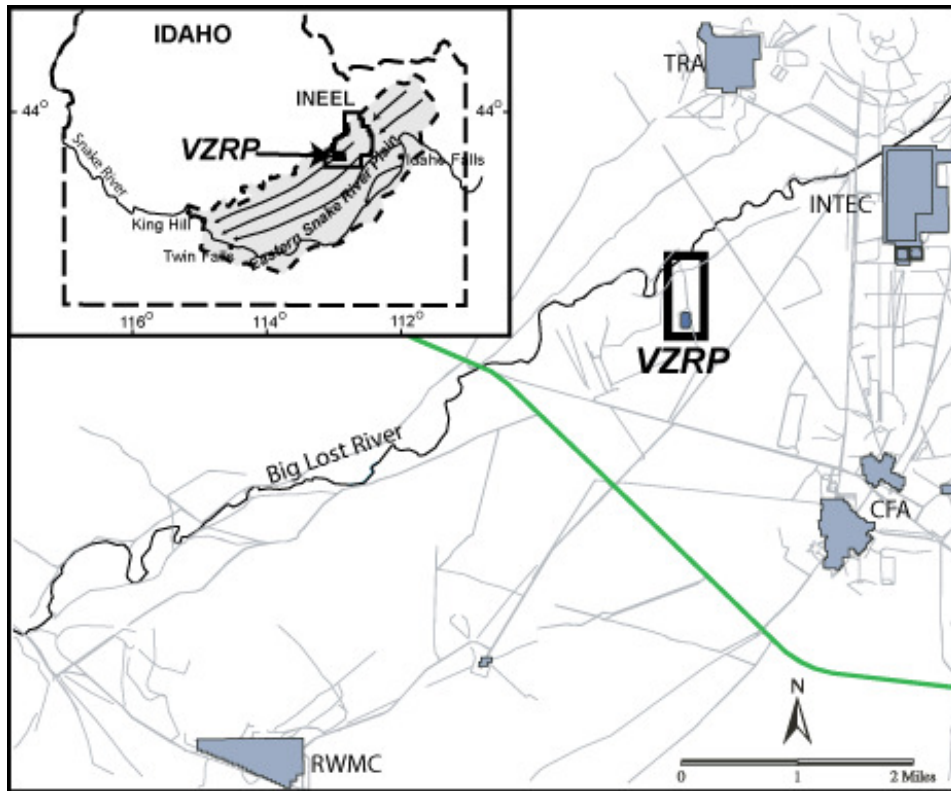 IDAHO
TRA
INEEL
44°
44°
VZRP
Snake River
Idaho Falls
Eastern Snake River Plain
King Hill
Twin Falls
116°
114°
112°
INTEC
VZRP
Big Lost River
CFA
N
RWMC
0 1 2 Miles